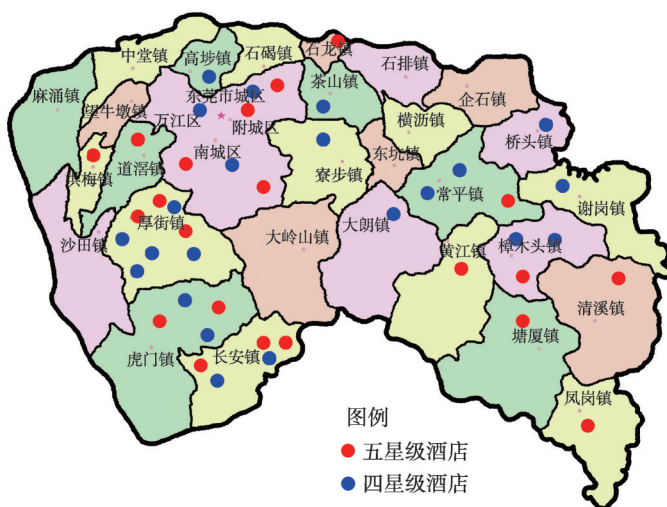 中堂镇
高埗镇
石碣镇
石龙镇
石排镇
麻涌镇
望牛墩镇
东莞市城区
茶山镇
企石镇
万江区
附城区
横沥镇
桥头镇
洪梅镇
道滘镇
南城区
寮步镇
东坑镇
常平镇
谢岗镇
沙田镇
厚街镇
大岭山镇
大朗镇
黄江镇
樟木头镇
清溪镇
虎门镇
长安镇
塘厦镇
凤岗镇
图例
五星级酒店
四星级酒店